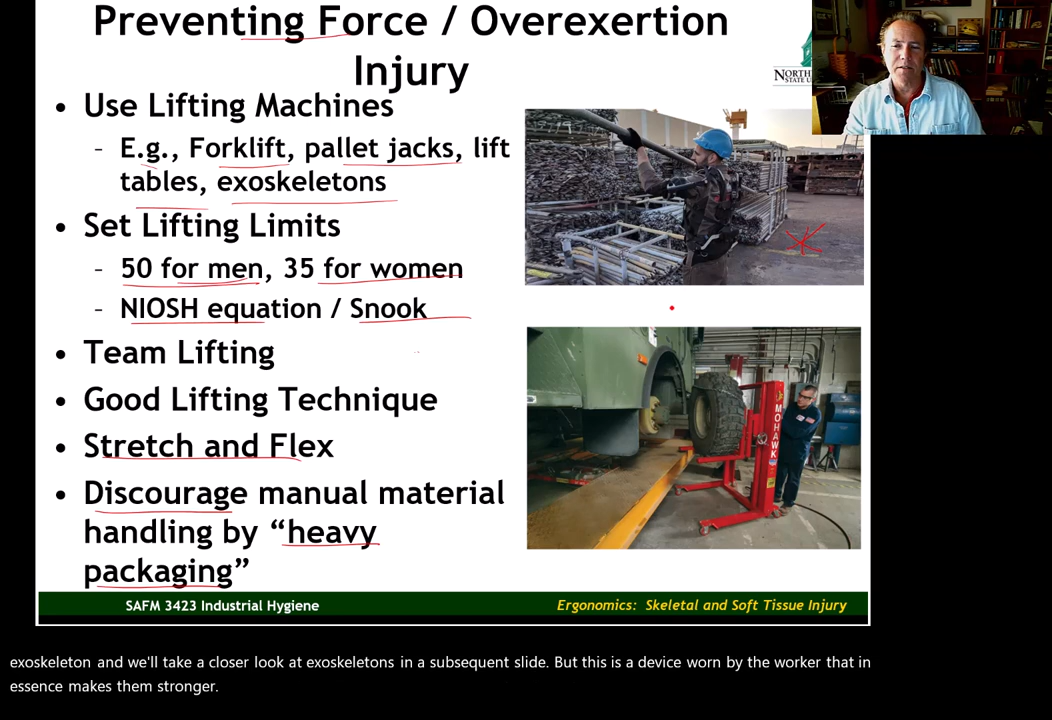 Preventing Force / Overexertion
Injury
• Use Lifting Machines
– E.g., Forklift, pallet jacks, lift
tables, exoskeletons
• Set Lifting Limits
– 50 for men, 35 for women
– NIOSH equation / Snook
• Team Lifting
• Good Lifting Technique
• Stretch and Flex
• Discourage manual material
handling by “heavy
packaging”
MOHAWK
SAFM 3423 Industrial Hygiene
Ergonomics: Skeletal and Soft Tissue Injury
exoskeleton and we'll take a closer look at exoskeletons in a subsequent slide. But this is a device worn by the worker that in
essence makes them stronger.